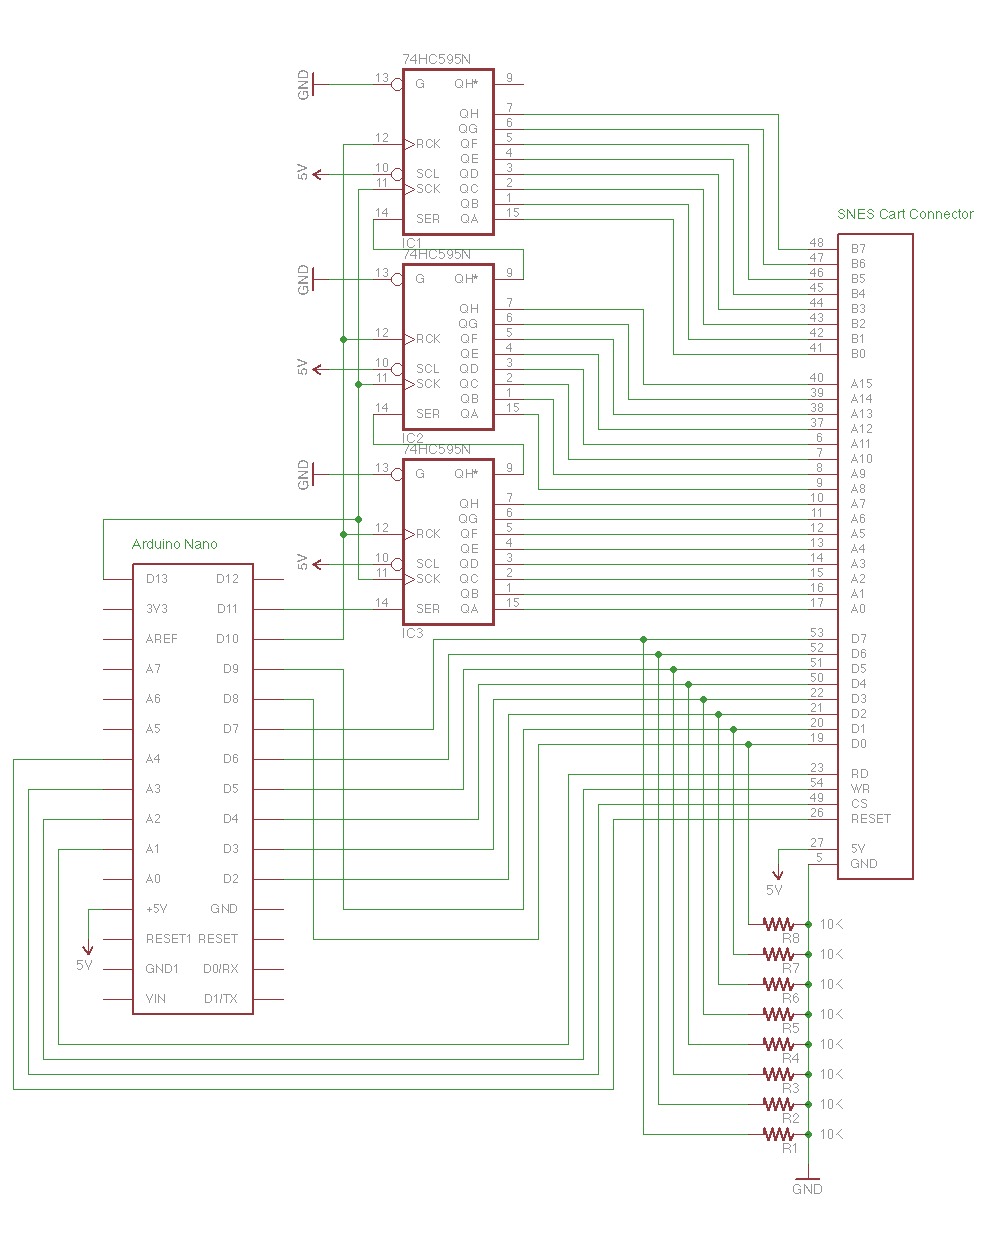 74HC595N
GND 13 G QH* 9
QH 7
QG 6
12 RCK QF 5
QE 4
5V 10 SCL QD 3
11 SCK QC 2
QB 1
14 SER QA 15
IC1
74HC595N
GND 13 G QH* 9
QH 7
QG 6
12 RCK QF 5
QE 4
5V 10 SCL QD 3
11 SCK QC 2
QB 1
14 SER QA 15
IC2
74HC595N
GND 13 G QH* 9
QH 7
QG 6
12 RCK QF 5
QE 4
5V 10 SCL QD 3
11 SCK QC 2
QB 1
14 SER QA 15
IC3
SNES Cart Connector
48 B7
47 B6
46 B5
45 B4
44 B3
43 B2
42 B1
41 B0
40 A15
39 A14
38 A13
37 A12
6 A11
7 A10
8 A9
9 A8
10 A7
11 A6
12 A5
13 A4
14 A3
15 A2
16 A1
17 A0
53 D7
52 D6
51 D5
50 D4
22 D3
21 D2
20 D1
19 D0
23 RD
54 WR
49 CS
26 RESET
27 5V
5 GND
5V
Arduino Nano
D13 D12
3V3 D11
AREF D10
A7 D9
A6 D8
A5 D7
A4 D6
A3 D5
A2 D4
A1 D3
A0 D2
+5V GND
RESET1 RESET
GND1 D0/RX
VIN D1/TX
5V
10K
R8
10K
R7
10K
R6
10K
R5
10K
R4
10K
R3
10K
R2
10K
R1
GND